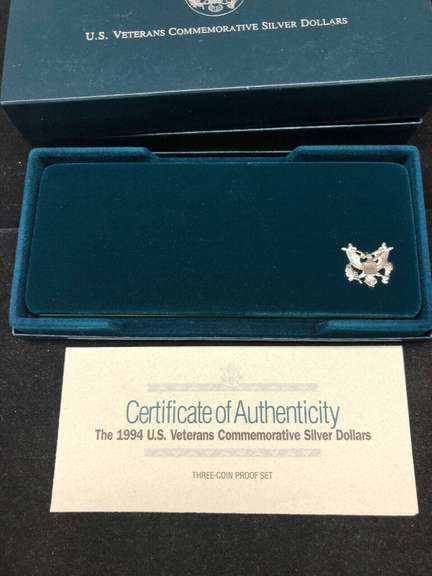 U.S. Veterans Commemorative Silver Dollars
Certificate of Authenticity
The 1994 U.S. Veterans Commemorative Silver Dollars
THREE-COIN PROOF SET